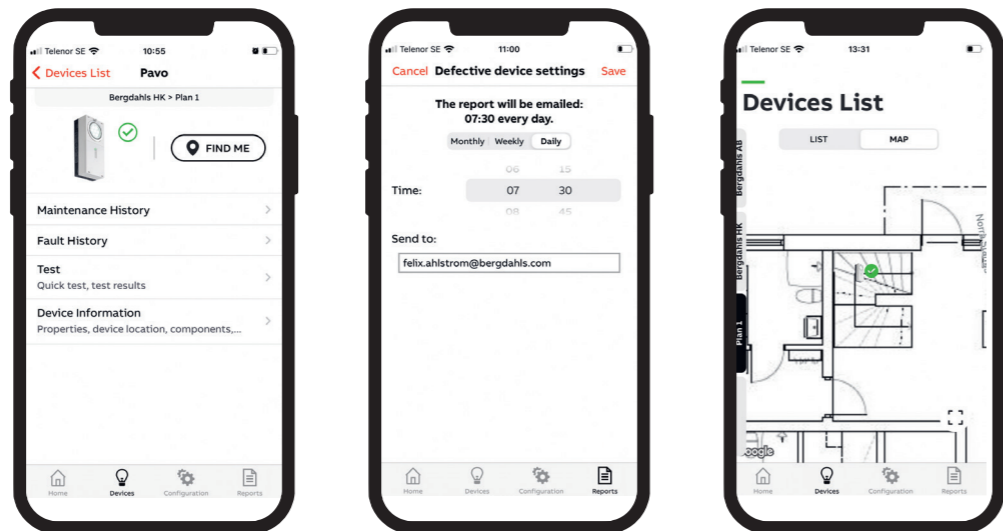 Telenor SE
10:55
Devices List
Pavo
Bergdahls HK > Plan 1
FIND ME
Maintenance History
Fault History
Test
Quick test, test results
Device Information
Properties, device location, components,...
Home
Devices
Configuration
Reports
Telenor SE
11:00
Cancel
Defective device settings
Save
The report will be emailed:
07:30 every day.
Monthly
Weekly
Daily
06 15
Time:
07 30
08 45
Send to:
felix.ahlstrom@bergdahls.com
Home
Devices
Configuration
Reports
Telenor SE
13:31
Devices List
LIST
MAP
Bergdahls AB
Bergdahls HK
Plan 1
Home
Devices
Configuration
Reports